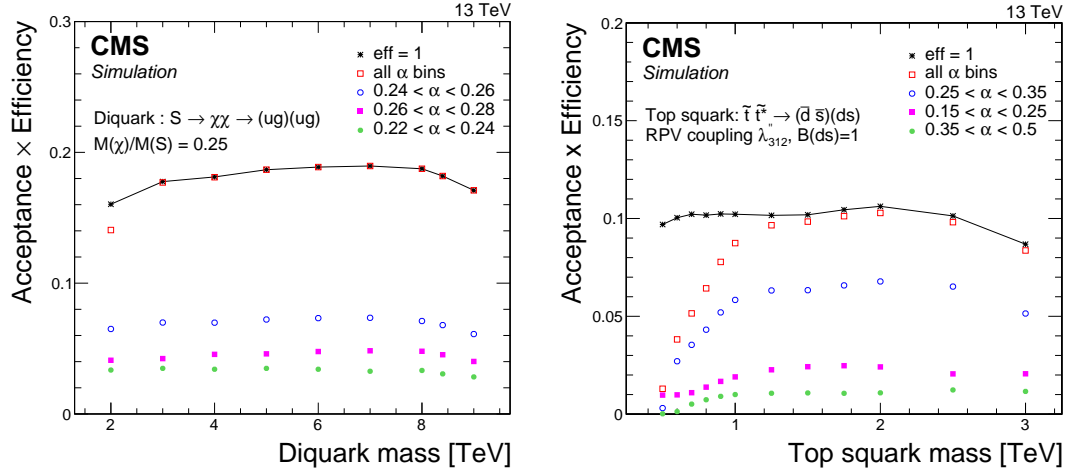 13 TeV
0.3
CMS
Simulation
eff = 1
all α bins
0.24 < α < 0.26
0.26 < α < 0.28
0.22 < α < 0.24
Diquark : S → χχ → (ug)(ug)
M(χ)/M(S) = 0.25
0.2
0.1
0
2 4 6 8
Diquark mass [TeV]
Acceptance × Efficiency
13 TeV
0.2
CMS
Simulation
eff = 1
all α bins
0.25 < α < 0.35
0.15 < α < 0.25
0.35 < α < 0.5
Top squark: t̃ t̃* → (d̄ s̄)(ds)
RPV coupling λ''₃₁₂, B(ds)=1
0.15
0.1
0.05
0
1 2 3
Top squark mass [TeV]
Acceptance x Efficiency